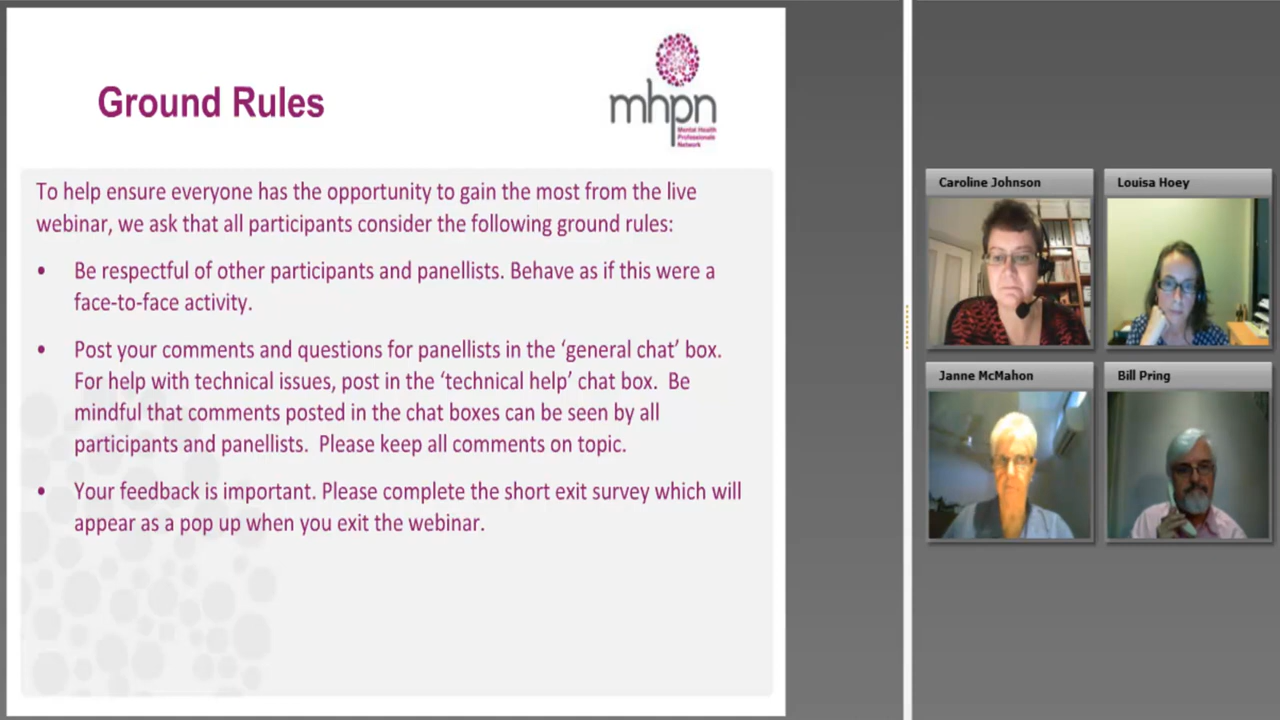 Ground Rules
mhpn
Mental Health
Professionals
Network
To help ensure everyone has the opportunity to gain the most from the live
webinar, we ask that all participants consider the following ground rules:
• Be respectful of other participants and panellists. Behave as if this were a
face-to-face activity.
• Post your comments and questions for panellists in the ‘general chat’ box.
For help with technical issues, post in the ‘technical help’ chat box.  Be
mindful that comments posted in the chat boxes can be seen by all
participants and panellists.  Please keep all comments on topic.
• Your feedback is important. Please complete the short exit survey which will
appear as a pop up when you exit the webinar.
Caroline Johnson
Louisa Hoey
Janne McMahon
Bill Pring